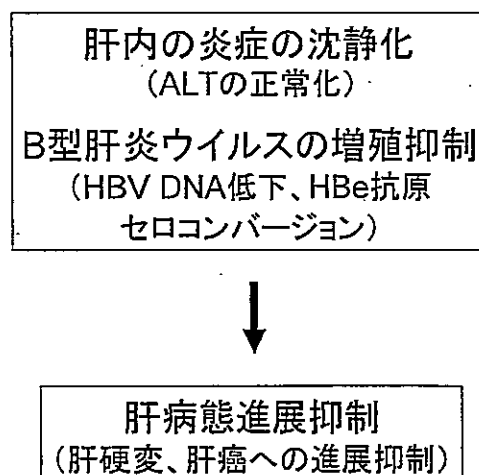 肝内の炎症の沈静化
(ALTの正常化)
B型肝炎ウイルスの増殖抑制
(HBV DNA低下、HBe抗原
セロコンバージョン)
肝病態進展抑制
(肝硬変、肝癌への進展抑制)